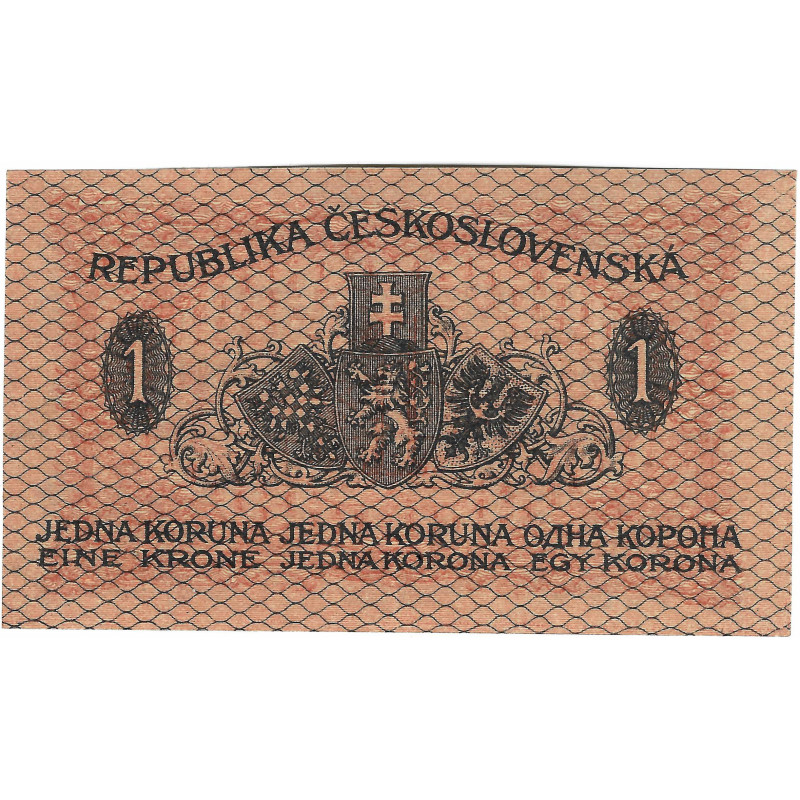 REPUBLIKA ČESKOSLOVENSKÁ
1 1
JEDNA KORUNA JEDNA KORUNA ОДНА КОРОНА
EINE KRONE JEDNA KORONA EGY KORONA